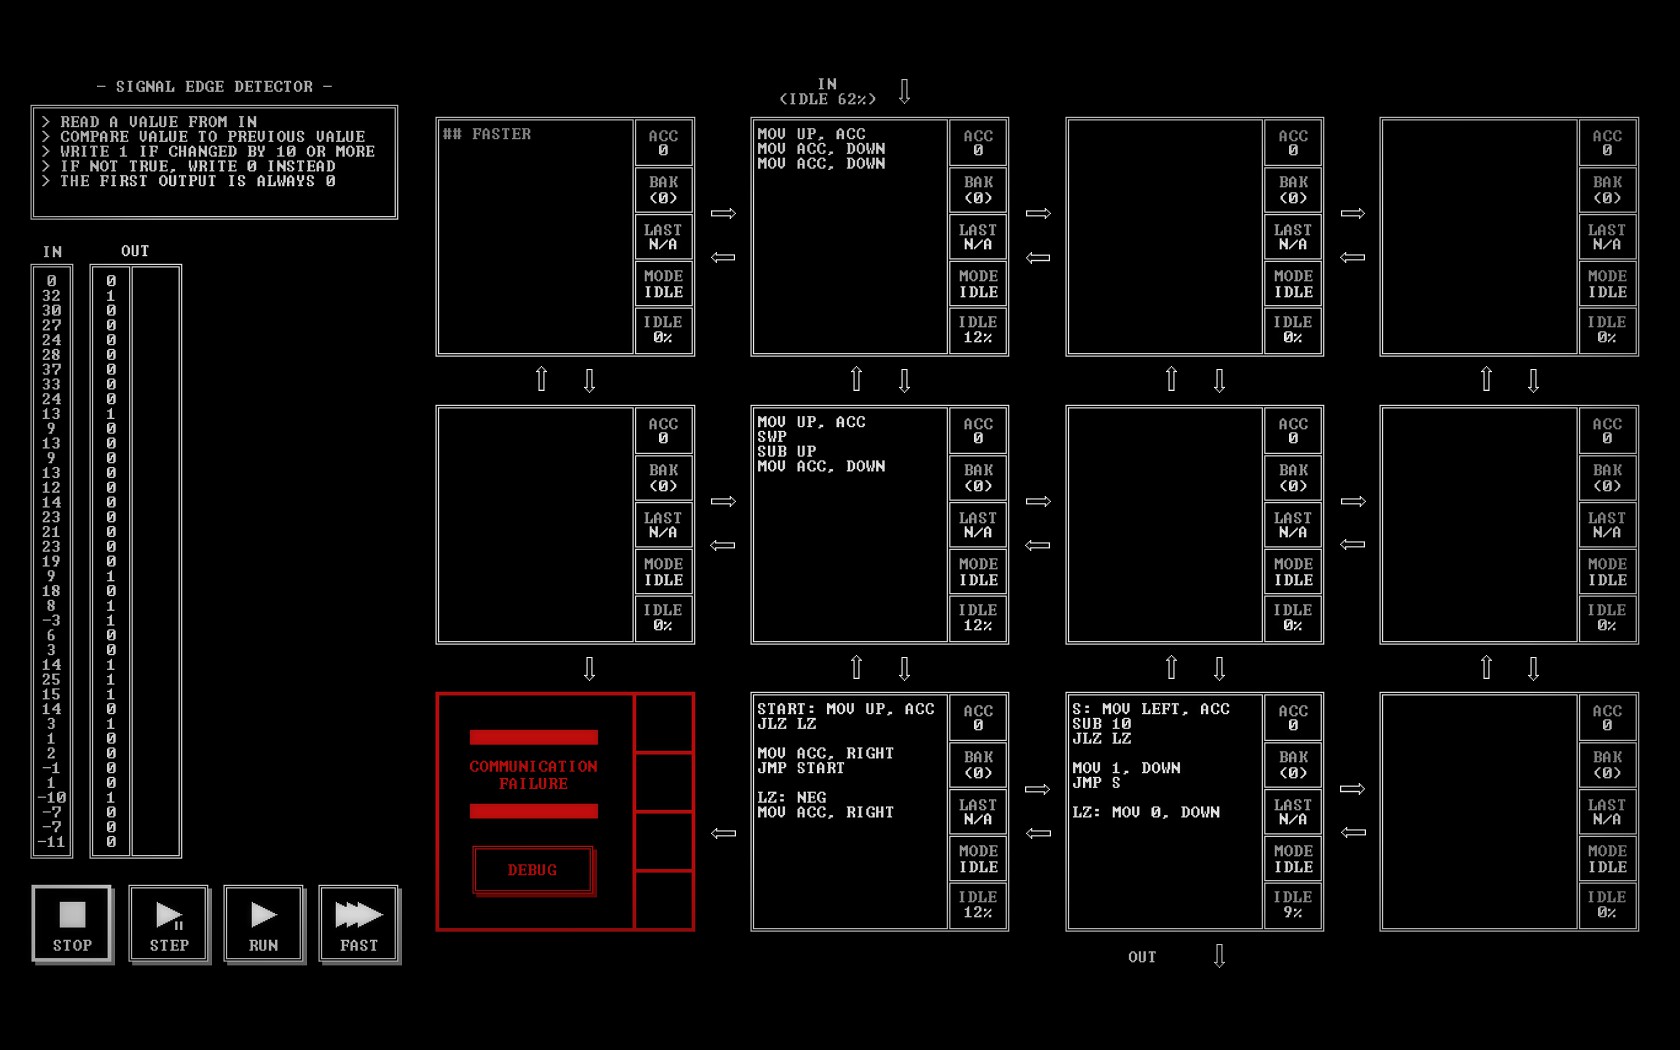 - SIGNAL EDGE DETECTOR -
> READ A VALUE FROM IN
> COMPARE VALUE TO PREVIOUS VALUE
> WRITE 1 IF CHANGED BY 10 OR MORE
> IF NOT TRUE, WRITE 0 INSTEAD
> THE FIRST OUTPUT IS ALWAYS 0
IN OUT
0 0
32 1
30 0
27 0
24 0
28 0
37 0
33 0
24 0
13 1
9 0
13 0
9 0
13 0
12 0
14 0
23 0
21 0
23 0
19 0
9 1
18 0
8 1
-3 1
6 0
3 0
14 1
25 1
15 1
14 0
3 1
1 0
2 0
-1 0
1 0
-10 1
-7 0
-7 0
-11 0
STOP
STEP
RUN
FAST
IN
(IDLE 62%)
## FASTER
ACC
0
BAK
(0)
LAST
N/A
MODE
IDLE
IDLE
0%
MOV UP, ACC
MOV ACC, DOWN
MOV ACC, DOWN
ACC
0
BAK
(0)
LAST
N/A
MODE
IDLE
IDLE
12%
ACC
0
BAK
(0)
LAST
N/A
MODE
IDLE
IDLE
0%
ACC
0
BAK
(0)
LAST
N/A
MODE
IDLE
IDLE
0%
ACC
0
BAK
(0)
LAST
N/A
MODE
IDLE
IDLE
0%
MOV UP, ACC
SWP
SUB UP
MOV ACC, DOWN
ACC
0
BAK
(0)
LAST
N/A
MODE
IDLE
IDLE
12%
ACC
0
BAK
(0)
LAST
N/A
MODE
IDLE
IDLE
0%
ACC
0
BAK
(0)
LAST
N/A
MODE
IDLE
IDLE
0%
COMMUNICATION
FAILURE
DEBUG
START: MOV UP, ACC
JLZ LZ
MOV ACC, RIGHT
JMP START
LZ: NEG
MOV ACC, RIGHT
ACC
0
BAK
(0)
LAST
N/A
MODE
IDLE
IDLE
12%
S: MOV LEFT, ACC
SUB 10
JLZ LZ
MOV 1, DOWN
JMP S
LZ: MOV 0, DOWN
ACC
0
BAK
(0)
LAST
N/A
MODE
IDLE
IDLE
9%
ACC
0
BAK
(0)
LAST
N/A
MODE
IDLE
IDLE
0%
OUT